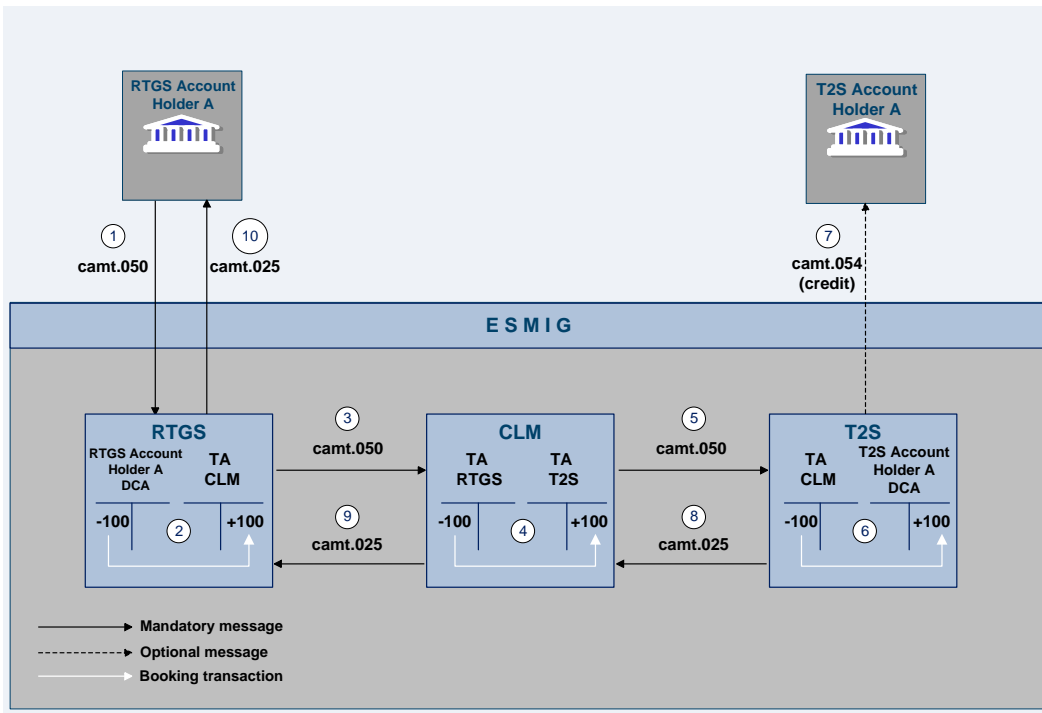 RTGS Account
Holder A
T2S Account
Holder A
1
camt.050
10
camt.025
7
camt.054
(credit)
E S M I G
RTGS
RTGS Account
Holder A
DCA
TA
CLM
-100
2
+100
3
camt.050
9
camt.025
CLM
TA
RTGS
TA
T2S
-100
4
+100
5
camt.050
8
camt.025
T2S
TA
CLM
T2S Account
Holder A
DCA
-100
6
+100
Mandatory message
Optional message
Booking transaction